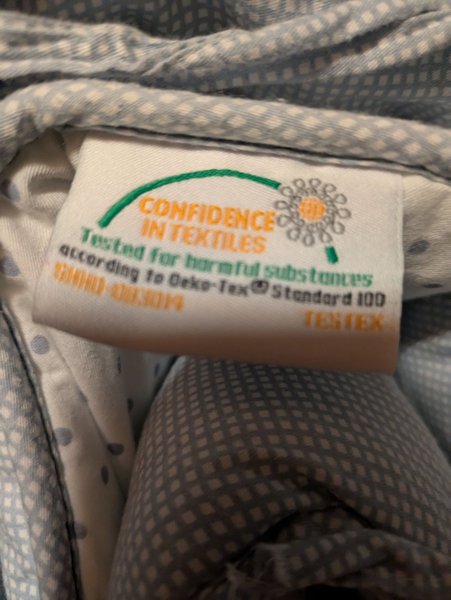 CONFIDENCE
IN TEXTILES
Tested for harmful substances
according to Oeko-Tex® Standard 100
TESTEX